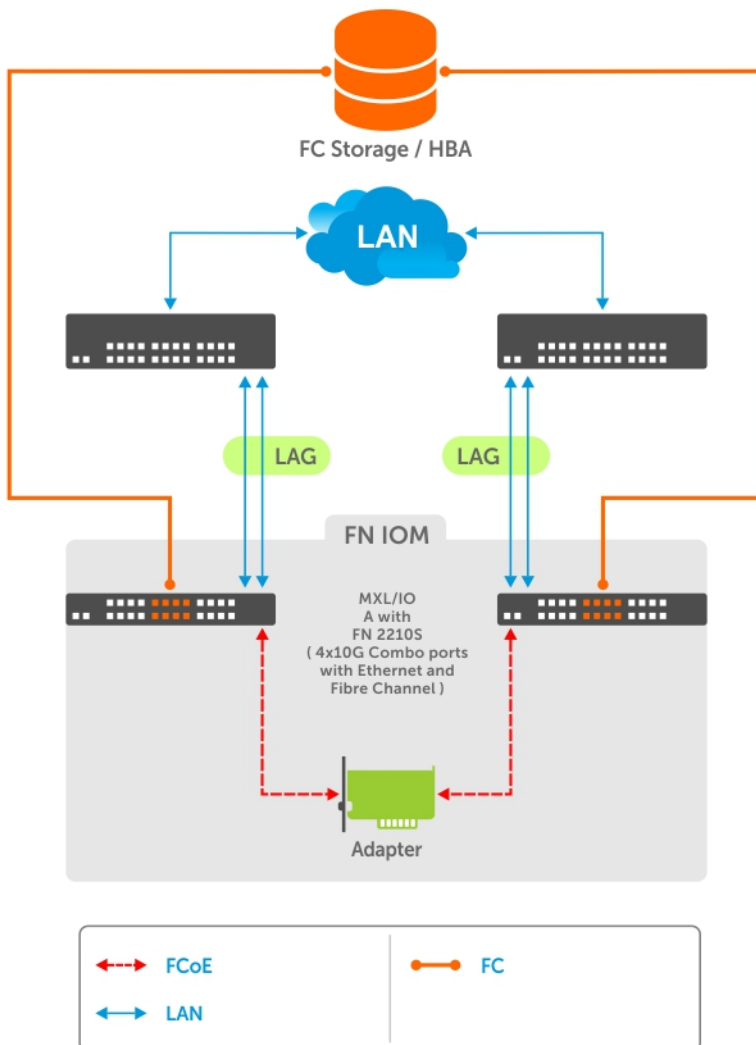 FC Storage / HBA
LAN
LAG
LAG
FN IOM
MXL/IO
A with
FN 2210S
( 4x10G Combo ports
with Ethernet and
Fibre Channel )
Adapter
FCoE
FC
LAN